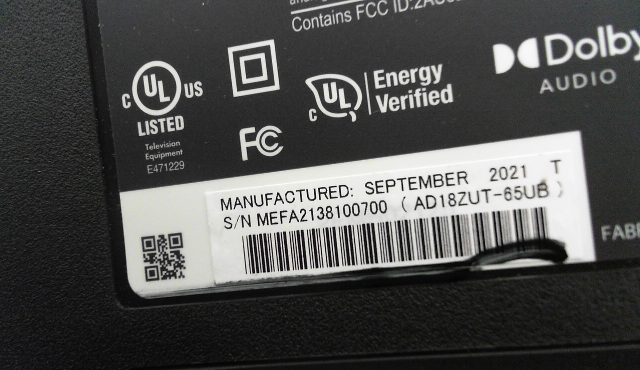 Contains FCC ID:
c UL US
LISTED
Television
Equipment
E471229
c UL Energy
Verified
FC
Dolby
AUDIO
MANUFACTURED: SEPTEMBER 2021 T
S/N MEFA2138100700 ( AD18ZUT-65UB )